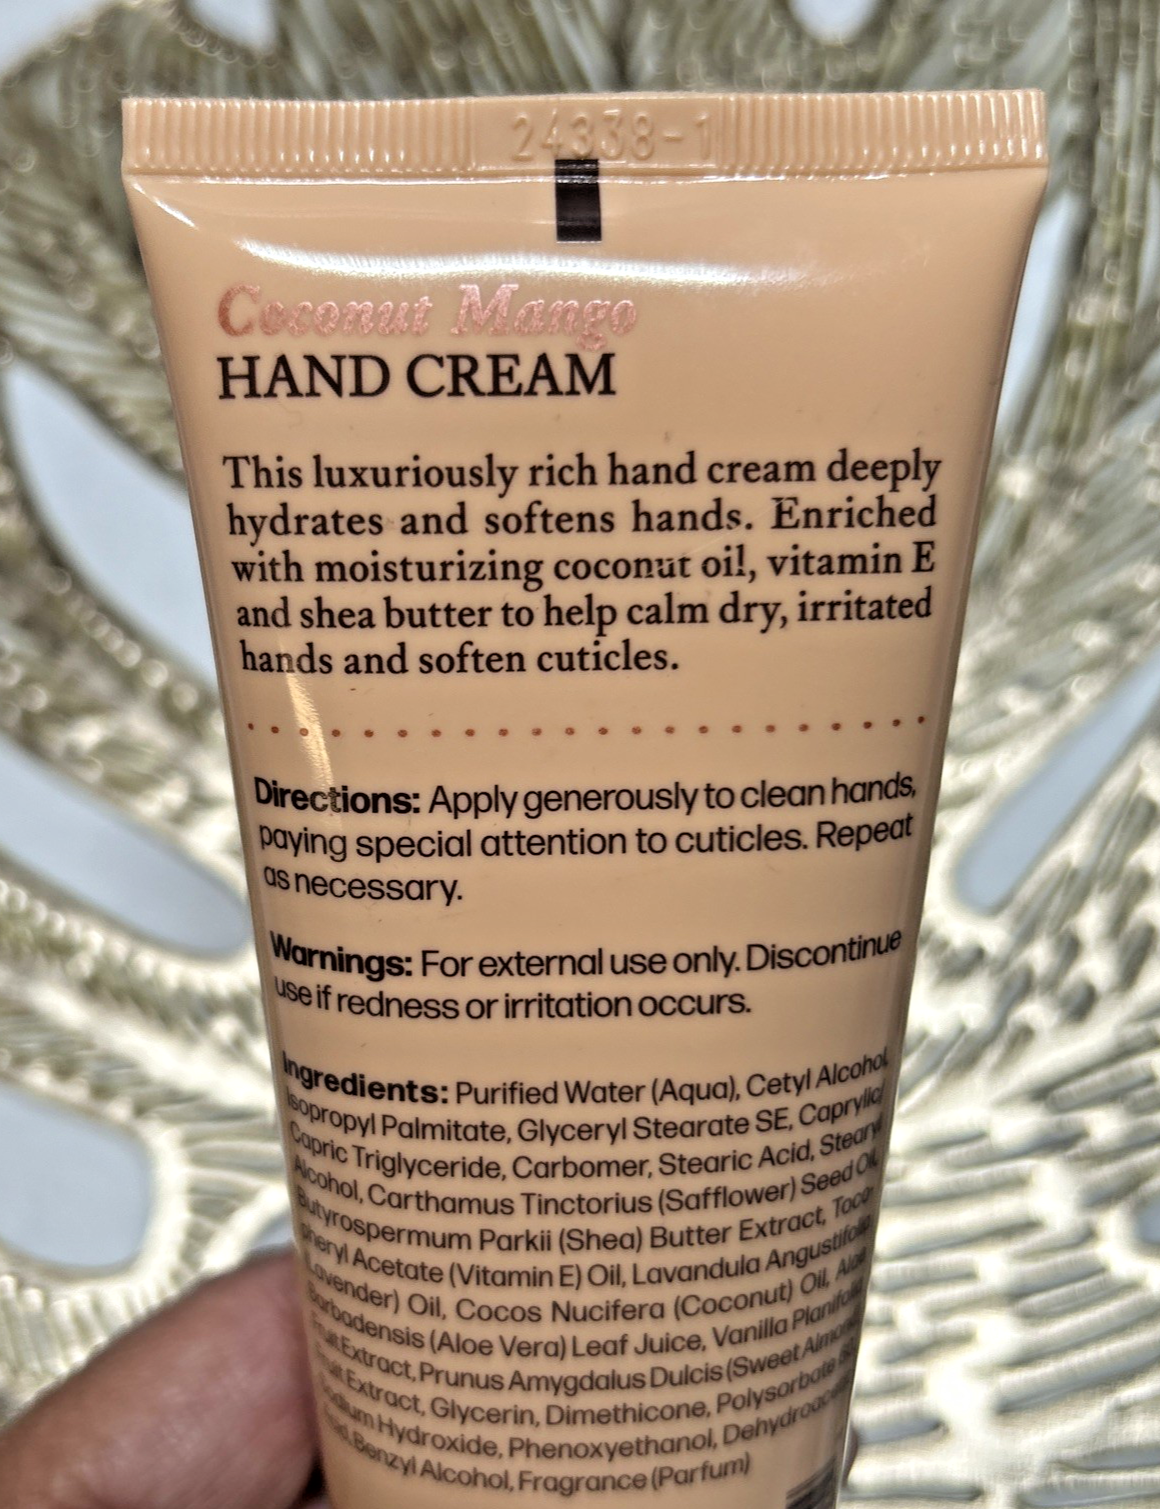 24338-1
Coconut Mango
HAND CREAM
This luxuriously rich hand cream deeply
hydrates and softens hands. Enriched
with moisturizing coconut oil, vitamin E
and shea butter to help calm dry, irritated
hands and soften cuticles.
Directions: Apply generously to clean hands,
paying special attention to cuticles. Repeat
as necessary.
Warnings: For external use only. Discontinue
use if redness or irritation occurs.
Ingredients: Purified Water (Aqua), Cetyl Alcohol,
Isopropyl Palmitate, Glyceryl Stearate SE, Caprylic/
Capric Triglyceride, Carbomer, Stearic Acid, Stearyl
Alcohol, Carthamus Tinctorius (Safflower) Seed Oil,
Butyrospermum Parkii (Shea) Butter Extract, Toco-
pheryl Acetate (Vitamin E) Oil, Lavandula Angustifolia
(Lavender) Oil, Cocos Nucifera (Coconut) Oil, Aloe
Barbadensis (Aloe Vera) Leaf Juice, Vanilla Planifolia
Fruit Extract, Prunus Amygdalus Dulcis (Sweet Almond)
Fruit Extract, Glycerin, Dimethicone, Polysorbate 60,
Sodium Hydroxide, Phenoxyethanol, Dehydroacetic
Acid, Benzyl Alcohol, Fragrance (Parfum)